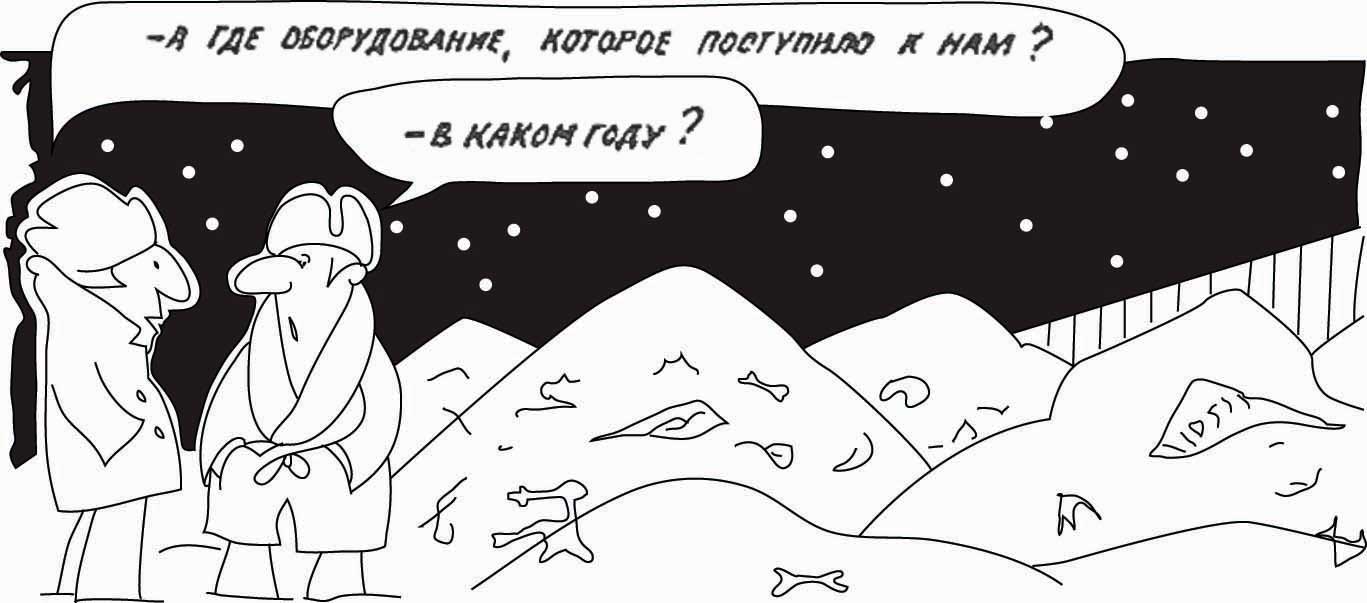 -А ГДЕ ОБОРУДОВАНИЕ, КОТОРОЕ ПОСТУПИЛО К НАМ?
-В КАКОМ ГОДУ?